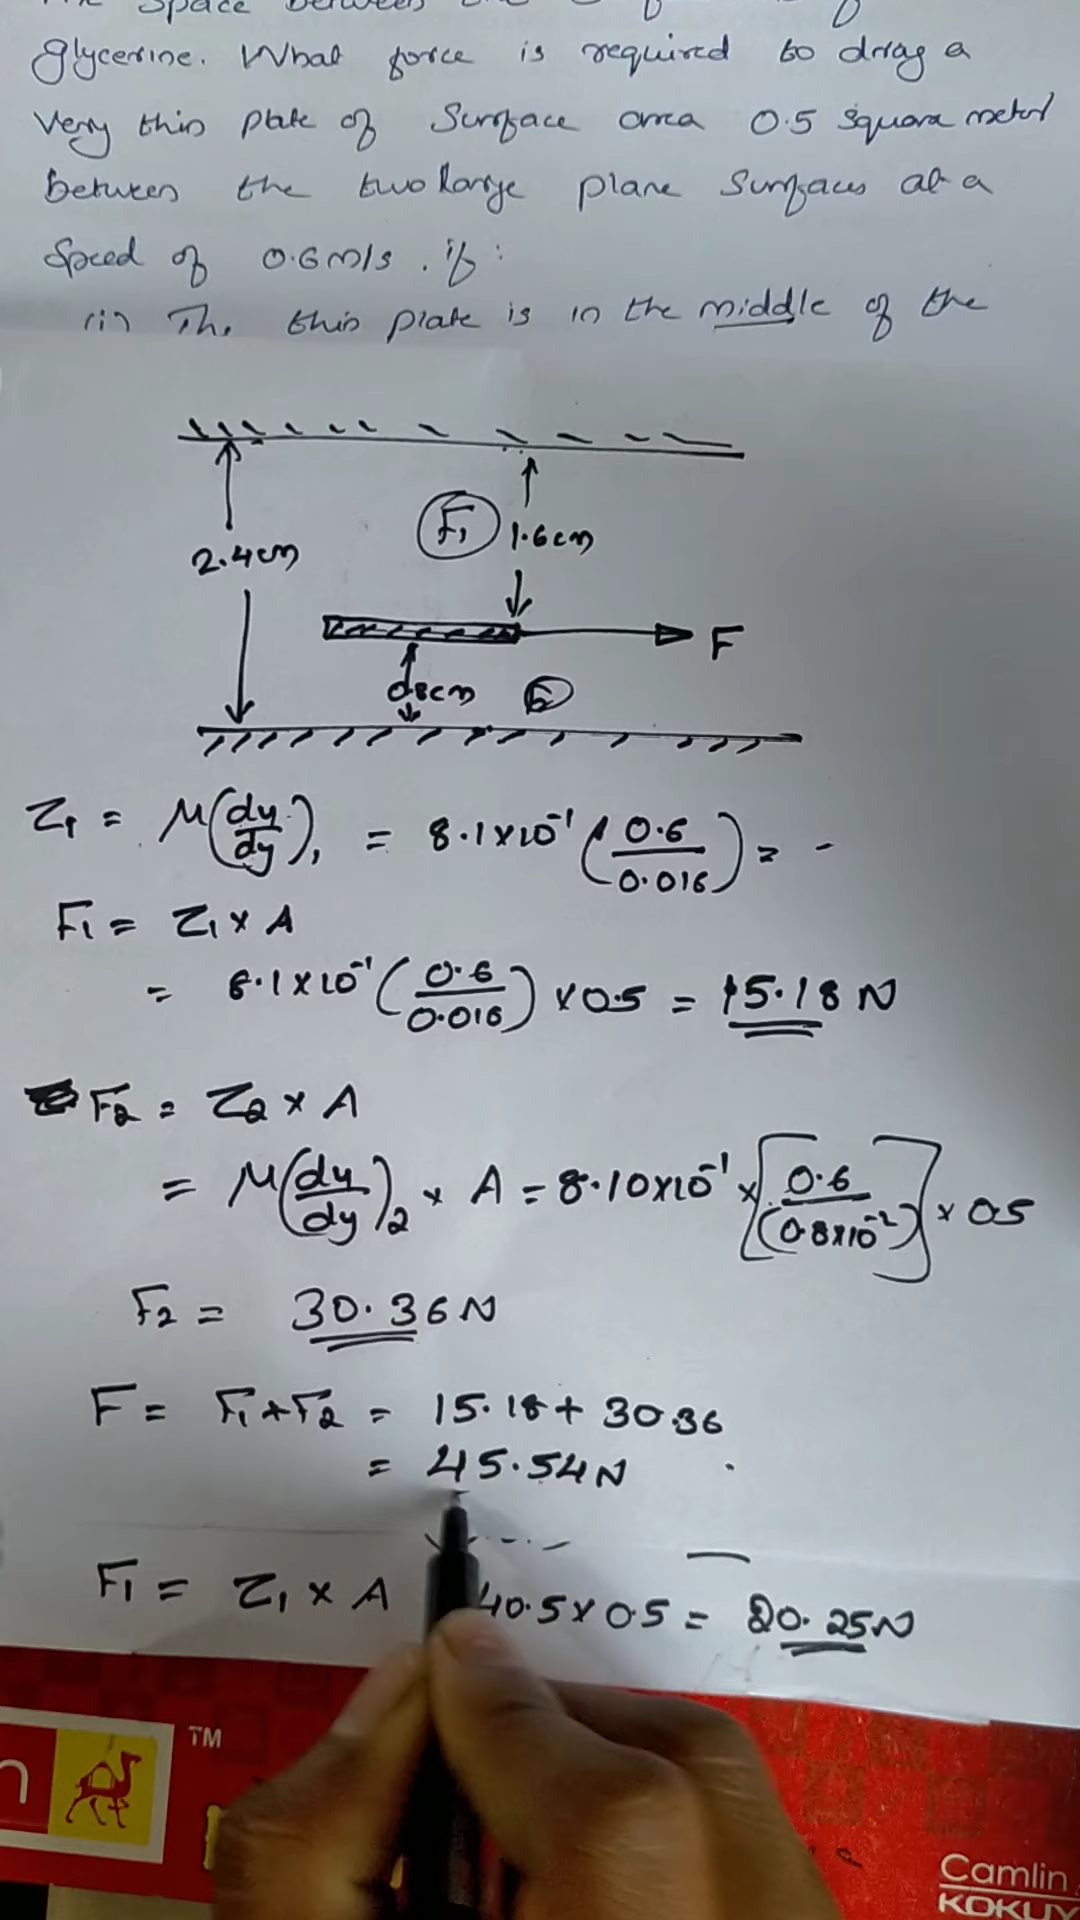 space between
glycerine. What force is required to drag a
very thin plate of surface area 0.5 square meter
between the two large plane surfaces at a
speed of 0.6 m/s. if:
(i) The thin plate is in the middle of the
F₁
1.6cm
2.4cm
F
0.8cm
τ₁ = μ(du/dy)₁ = 8.1×10⁻¹ (0.6/0.016) = -
F₁ = τ₁ × A
= 8.1×10⁻¹ (0.6/0.016) × 0.5 = 15.18 N
F₂ = τ₂ × A
= μ(du/dy)₂ × A = 8.10×10⁻¹ × [0.6/(0.8×10⁻²)] × 0.5
F₂ = 30.36 N
F = F₁+F₂ = 15.18 + 30.36
= 45.54 N
F₁ = τ₁ × A 40.5 × 0.5 = 20.25 N
TM
n
Camlin
KOKUY